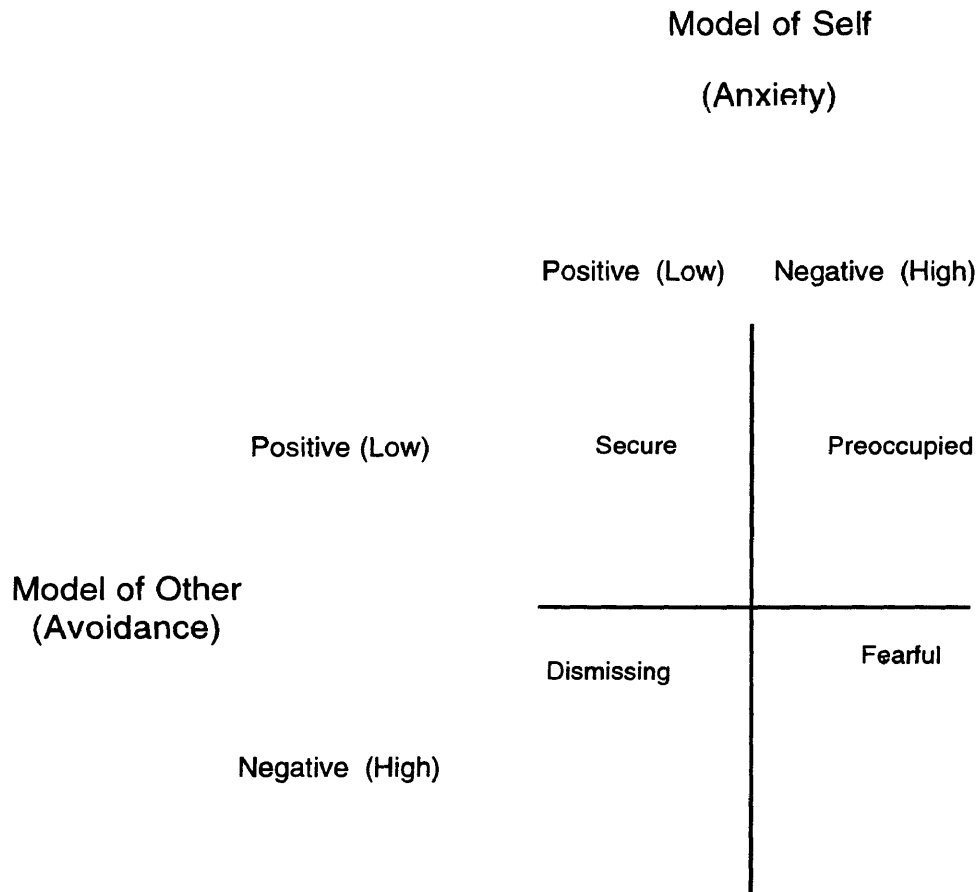 Model of Self
(Anxiety)
Positive (Low) Negative (High)
Positive (Low) Secure Preoccupied
Model of Other
(Avoidance)
Dismissing Fearful
Negative (High)